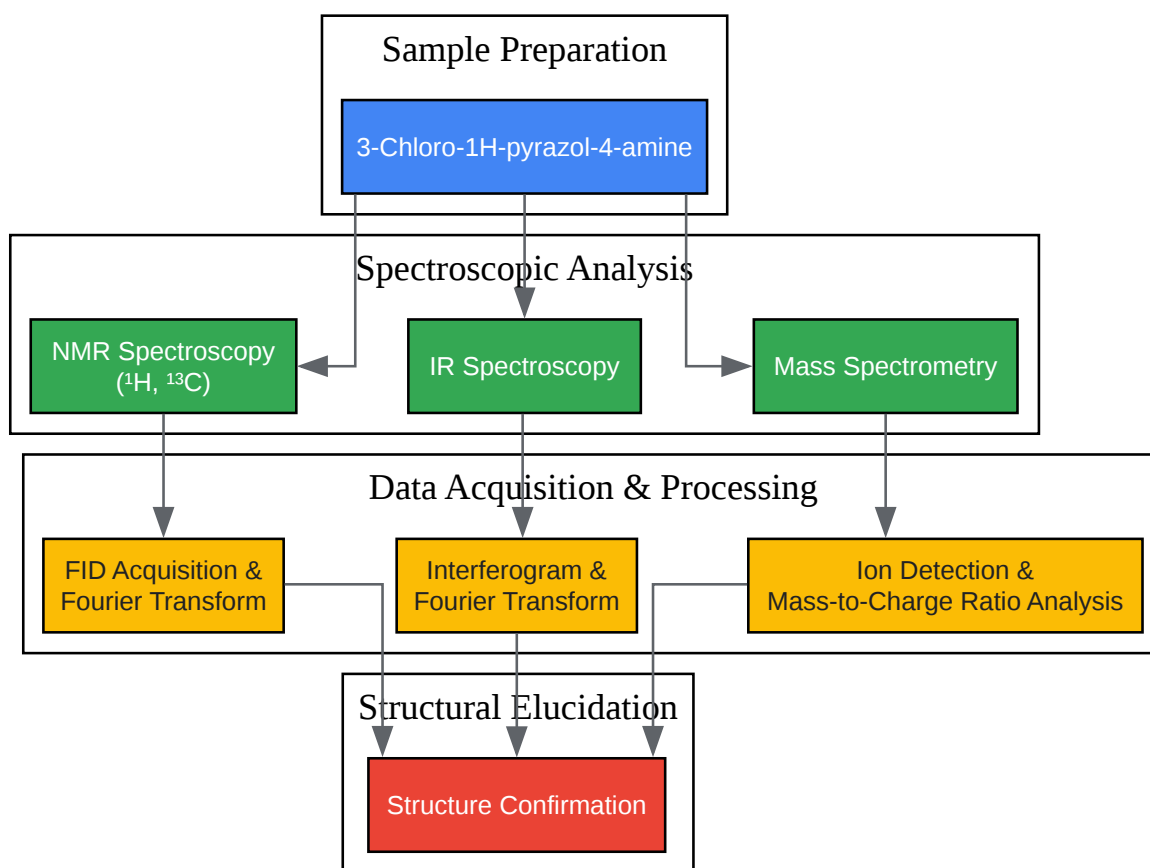 Sample Preparation
3-Chloro-1H-pyrazol-4-amine
Spectroscopic Analysis
NMR Spectroscopy
(¹H, ¹³C)
IR Spectroscopy
Mass Spectrometry
Data Acquisition & Processing
FID Acquisition &
Fourier Transform
Interferogram &
Fourier Transform
Ion Detection &
Mass-to-Charge Ratio Analysis
Structural Elucidation
Structure Confirmation